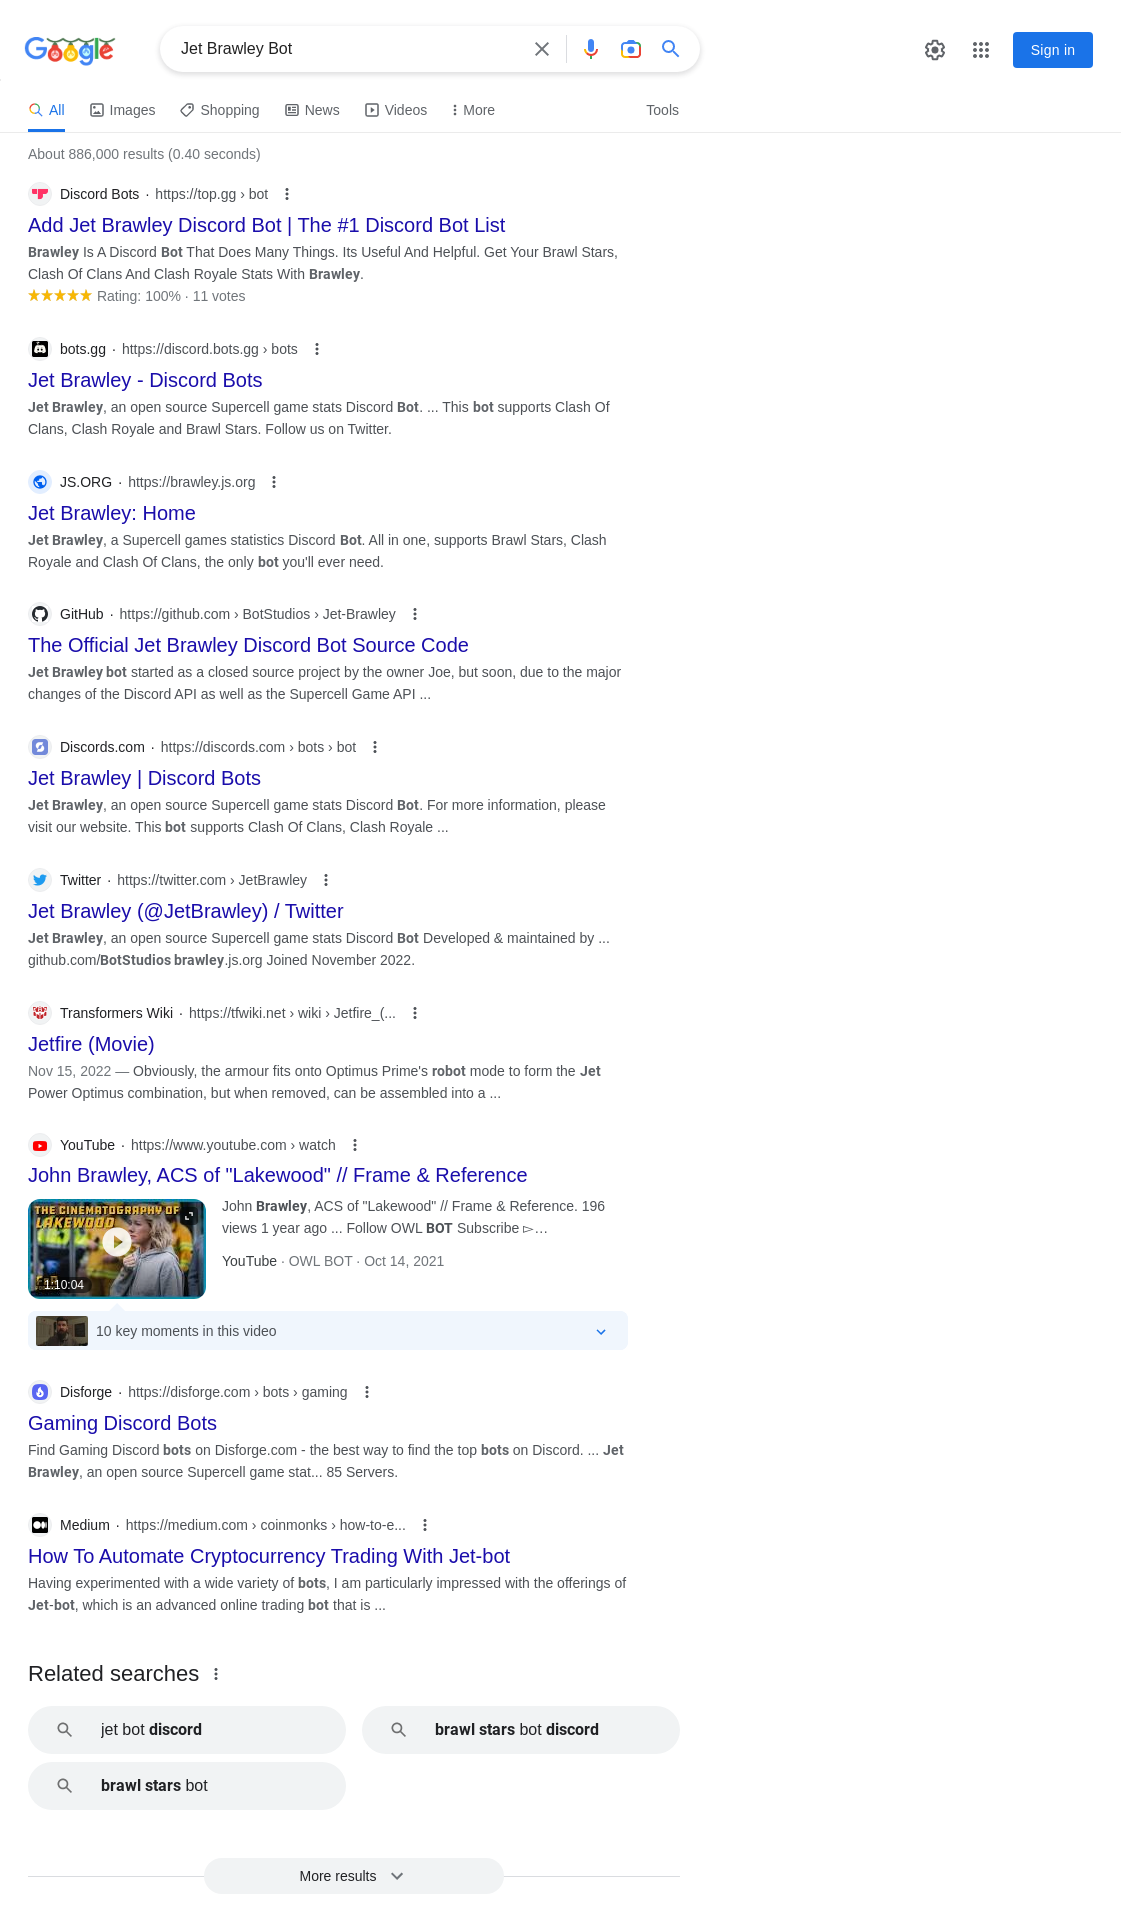 Google
Jet Brawley Bot
Sign in
All
Images
Shopping
News
Videos
More
Tools
About 886,000 results (0.40 seconds)
Discord Bots · https://top.gg › bot
Add Jet Brawley Discord Bot | The #1 Discord Bot List
Brawley Is A Discord Bot That Does Many Things. Its Useful And Helpful. Get Your Brawl Stars,
Clash Of Clans And Clash Royale Stats With Brawley.
Rating: 100% · 11 votes
bots.gg · https://discord.bots.gg › bots
Jet Brawley - Discord Bots
Jet Brawley, an open source Supercell game stats Discord Bot. ... This bot supports Clash Of
Clans, Clash Royale and Brawl Stars. Follow us on Twitter.
JS.ORG · https://brawley.js.org
Jet Brawley: Home
Jet Brawley, a Supercell games statistics Discord Bot. All in one, supports Brawl Stars, Clash
Royale and Clash Of Clans, the only bot you'll ever need.
GitHub · https://github.com › BotStudios › Jet-Brawley
The Official Jet Brawley Discord Bot Source Code
Jet Brawley bot started as a closed source project by the owner Joe, but soon, due to the major
changes of the Discord API as well as the Supercell Game API ...
Discords.com · https://discords.com › bots › bot
Jet Brawley | Discord Bots
Jet Brawley, an open source Supercell game stats Discord Bot. For more information, please
visit our website. This bot supports Clash Of Clans, Clash Royale ...
Twitter · https://twitter.com › JetBrawley
Jet Brawley (@JetBrawley) / Twitter
Jet Brawley, an open source Supercell game stats Discord Bot Developed & maintained by ...
github.com/BotStudios brawley.js.org Joined November 2022.
Transformers Wiki · https://tfwiki.net › wiki › Jetfire_(...
Jetfire (Movie)
Nov 15, 2022 — Obviously, the armour fits onto Optimus Prime's robot mode to form the Jet
Power Optimus combination, but when removed, can be assembled into a ...
YouTube · https://www.youtube.com › watch
John Brawley, ACS of "Lakewood" // Frame & Reference
THE CINEMATOGRAPHY OF
LAKEWOOD
1:10:04
John Brawley, ACS of "Lakewood" // Frame & Reference. 196
views 1 year ago ... Follow OWL BOT Subscribe ▻…
YouTube · OWL BOT · Oct 14, 2021
10 key moments in this video
Disforge · https://disforge.com › bots › gaming
Gaming Discord Bots
Find Gaming Discord bots on Disforge.com - the best way to find the top bots on Discord. ... Jet
Brawley, an open source Supercell game stat... 85 Servers.
Medium · https://medium.com › coinmonks › how-to-e...
How To Automate Cryptocurrency Trading With Jet-bot
Having experimented with a wide variety of bots, I am particularly impressed with the offerings of
Jet-bot, which is an advanced online trading bot that is ...
Related searches
jet bot discord
brawl stars bot discord
brawl stars bot
More results